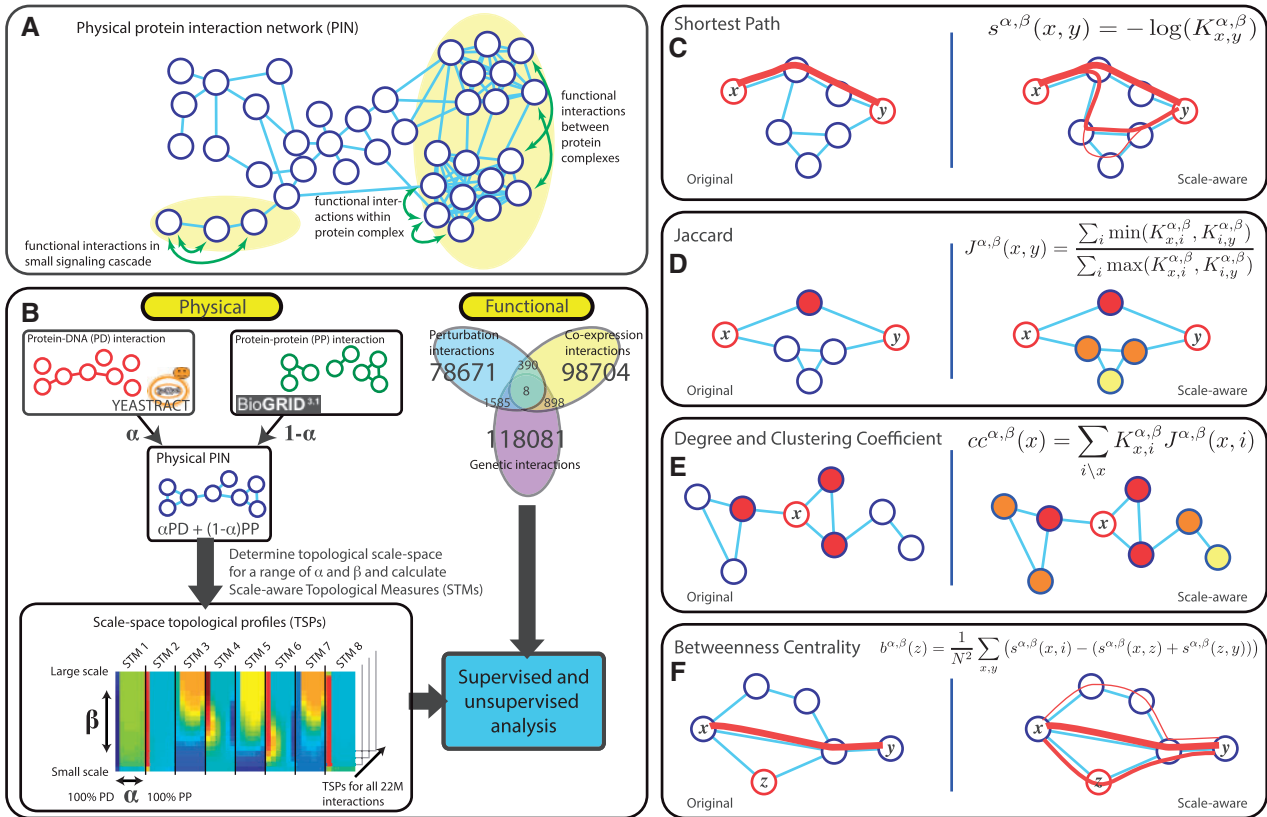 A
Physical protein interaction network (PIN)
functional
interactions
between
protein
complexes
functional inter-
actions within
protein complex
functional interactions in
small signaling cascade
B
Physical
Functional
Protein-DNA (PD) interaction
YEASTRACT
Protein-protein (PP) interaction
BioGRID 3.1
α
1-α
Physical PIN
αPD + (1-α)PP
Perturbation
interactions
78671
Co-expression
interactions
98704
390
8
1585
898
118081
Genetic interactions
Determine topological scale-space
for a range of α and β and calculate
Scale-aware Topological Measures (STMs)
Scale-space topological profiles (TSPs)
STM 1
STM 2
STM 3
STM 4
STM 5
STM 6
STM 7
STM 8
Large scale
β
Small scale
100% PD
α
100% PP
TSPs for all 22M
interactions
Supervised and
unsupervised
analysis
Shortest Path
C
s^{α,β}(x, y) = − log(K^{α,β}_{x,y})
x
y
x
y
Original
Scale-aware
Jaccard
D
J^{α,β}(x, y) = ∑_i min(K^{α,β}_{x,i}, K^{α,β}_{i,y}) / ∑_i max(K^{α,β}_{x,i}, K^{α,β}_{i,y})
x
y
x
y
Original
Scale-aware
Degree and Clustering Coefficient
E
cc^{α,β}(x) = ∑_{i\x} K^{α,β}_{x,i} J^{α,β}(x, i)
x
x
Original
Scale-aware
Betweenness Centrality
F
b^{α,β}(z) = 1/N² ∑_{x,y} (s^{α,β}(x, i) − (s^{α,β}(x, z) + s^{α,β}(z, y)))
x
y
z
x
y
z
Original
Scale-aware